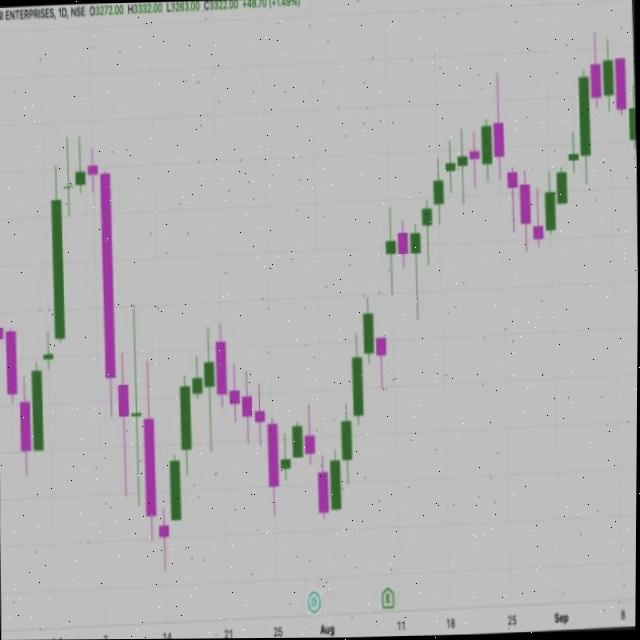 ENTERPRISES, 1D, NSE O3272.00 H3332.00 L3263.00 C3322.00 +48.70 (+1.49%)
D
E
14 21 25 Aug 11 18 25 Sep 8